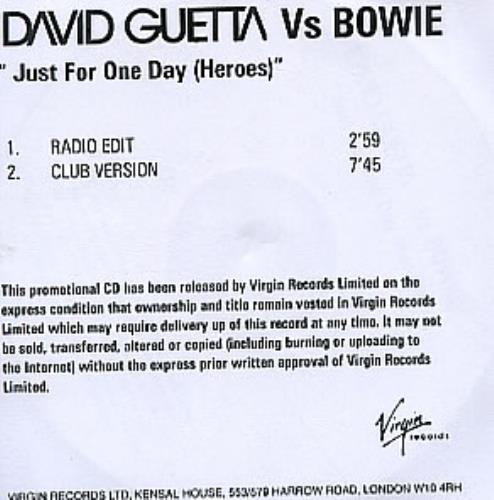 DAVID GUETTA Vs BOWIE
" Just For One Day (Heroes)"
1. RADIO EDIT 2'59
2. CLUB VERSION 7'45
This promotional CD has been released by Virgin Records Limited on the
express condition that ownership and title remain vested in Virgin Records
Limited which may require delivery up of this record at any time. It may not
be sold, transferred, altered or copied (including burning or uploading to
the Internet) without the express prior written approval of Virgin Records
Limited.
Virgin
records
VIRGIN RECORDS LTD, KENSAL HOUSE, 553/579 HARROW ROAD, LONDON W10 4RH